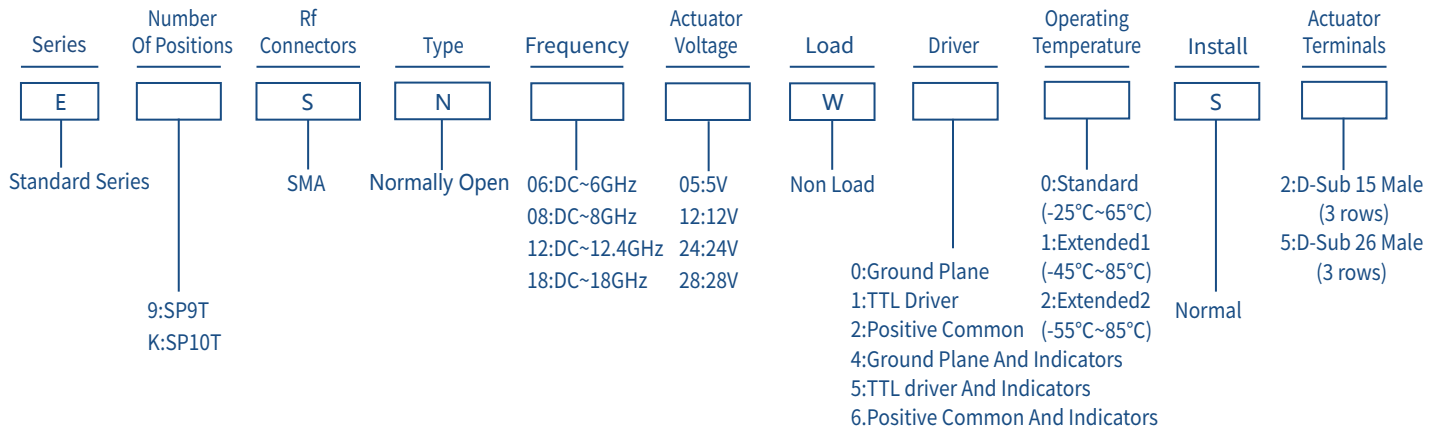 Series
Number
Of Positions
Rf
Connectors
Type
Frequency
Actuator
Voltage
Load
Driver
Operating
Temperature
Install
Actuator
Terminals
E
S
N
W
S
Standard Series
9:SP9T
K:SP10T
SMA
Normally Open
06:DC~6GHz
08:DC~8GHz
12:DC~12.4GHz
18:DC~18GHz
05:5V
12:12V
24:24V
28:28V
Non Load
0:Ground Plane
1:TTL Driver
2:Positive Common
4:Ground Plane And Indicators
5:TTL driver And Indicators
6.Positive Common And Indicators
0:Standard
(-25°C~65°C)
1:Extended1
(-45°C~85°C)
2:Extended2
(-55°C~85°C)
Normal
2:D-Sub 15 Male
(3 rows)
5:D-Sub 26 Male
(3 rows)